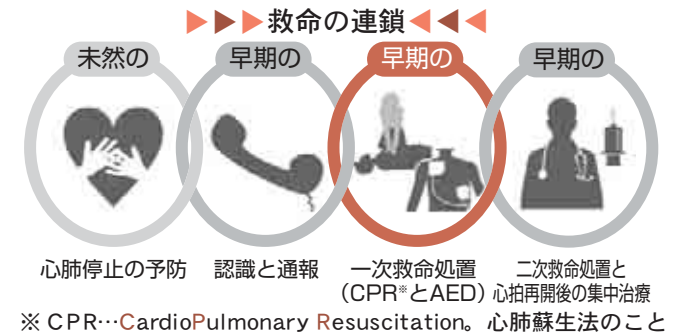 ▶▶▶救命の連鎖◀◀◀
未然の 早期の 早期の 早期の
心肺停止の予防 認識と通報 一次救命処置 二次救命処置と
（CPR※とAED） 心拍再開後の集中治療
※CPR…CardioPulmonary Resuscitation。心肺蘇生法のこと